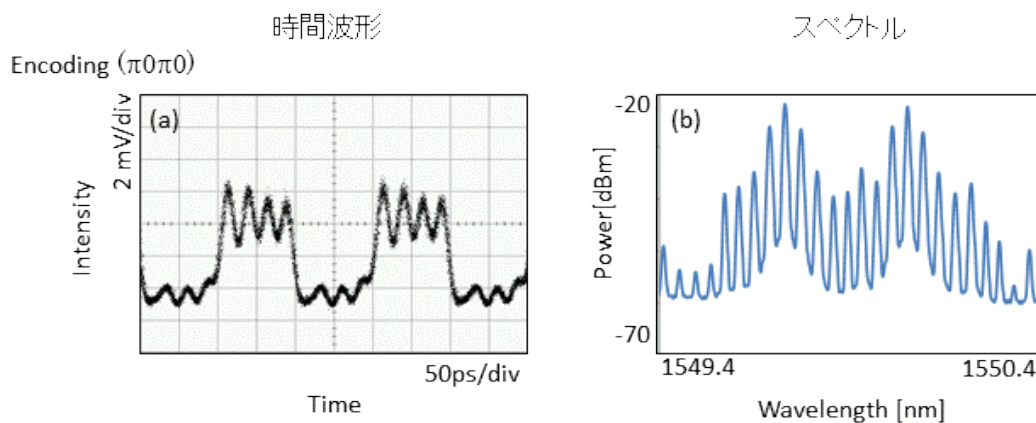 時間波形
スペクトル
Encoding (π0π0)
(a)
2 mV/div
Intensity
50ps/div
Time
-20
(b)
Power[dBm]
-70
1549.4
1550.4
Wavelength [nm]